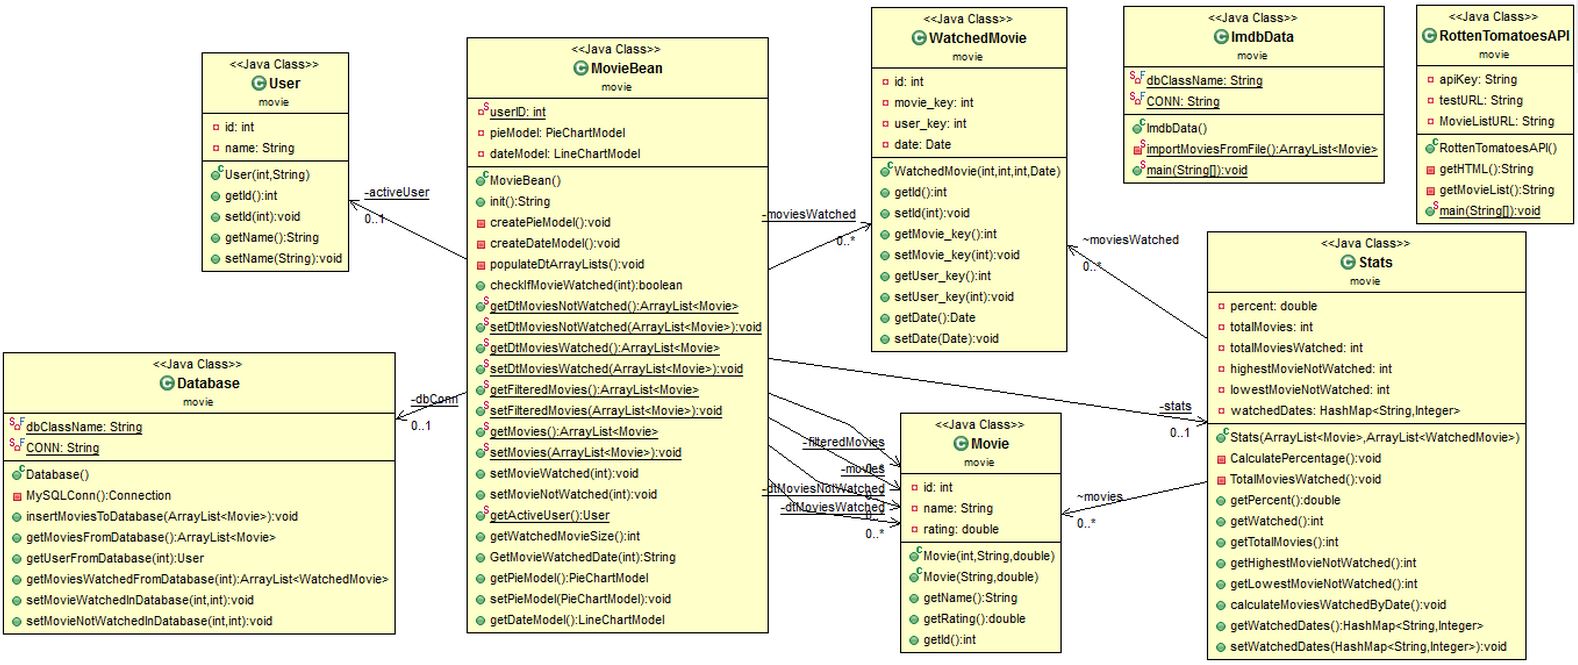 <<Java Class>>
User
movie
id: int
name: String
User(int,String)
getId():int
setId(int):void
getName():String
setName(String):void
-activeUser
0..1
<<Java Class>>
Database
movie
dbClassName: String
CONN: String
Database()
MySQLConn():Connection
insertMoviesToDatabase(ArrayList<Movie>):void
getMoviesFromDatabase():ArrayList<Movie>
getUserFromDatabase(int):User
getMoviesWatchedFromDatabase(int):ArrayList<WatchedMovie>
setMovieWatchedInDatabase(int,int):void
setMovieNotWatchedInDatabase(int,int):void
-dbConn
0..1
<<Java Class>>
MovieBean
movie
userID: int
pieModel: PieChartModel
dateModel: LineChartModel
MovieBean()
init():String
createPieModel():void
createDateModel():void
populateDtArrayLists():void
checkIfMovieWatched(int):boolean
getDtMoviesNotWatched():ArrayList<Movie>
setDtMoviesNotWatched(ArrayList<Movie>):void
getDtMoviesWatched():ArrayList<Movie>
setDtMoviesWatched(ArrayList<Movie>):void
getFilteredMovies():ArrayList<Movie>
setFilteredMovies(ArrayList<Movie>):void
getMovies():ArrayList<Movie>
setMovies(ArrayList<Movie>):void
setMovieWatched(int):void
setMovieNotWatched(int):void
getActiveUser():User
getWatchedMovieSize():int
GetMovieWatchedDate(int):String
getPieModel():PieChartModel
setPieModel(PieChartModel):void
getDateModel():LineChartModel
-moviesWatched
0..*
-stats
0..1
-filteredMovies
-movies
-dtMoviesNotWatched
-dtMoviesWatched
0..*
<<Java Class>>
WatchedMovie
movie
id: int
movie_key: int
user_key: int
date: Date
WatchedMovie(int,int,int,Date)
getId():int
setId(int):void
getMovie_key():int
setMovie_key(int):void
getUser_key():int
setUser_key(int):void
getDate():Date
setDate(Date):void
<<Java Class>>
Movie
movie
id: int
name: String
rating: double
Movie(int,String,double)
Movie(String,double)
getName():String
getRating():double
getId():int
~moviesWatched
0..*
~movies
0..*
<<Java Class>>
ImdbData
movie
dbClassName: String
CONN: String
ImdbData()
importMoviesFromFile():ArrayList<Movie>
main(String[]):void
<<Java Class>>
RottenTomatoesAPI
movie
apiKey: String
testURL: String
MovieListURL: String
RottenTomatoesAPI()
getHTML():String
getMovieList():String
main(String[]):void
<<Java Class>>
Stats
movie
percent: double
totalMovies: int
totalMoviesWatched: int
highestMovieNotWatched: int
lowestMovieNotWatched: int
watchedDates: HashMap<String,Integer>
Stats(ArrayList<Movie>,ArrayList<WatchedMovie>)
CalculatePercentage():void
TotalMoviesWatched():void
getPercent():double
getWatched():int
getTotalMovies():int
getHighestMovieNotWatched():int
getLowestMovieNotWatched():int
calculateMoviesWatchedByDate():void
getWatchedDates():HashMap<String,Integer>
setWatchedDates(HashMap<String,Integer>):void